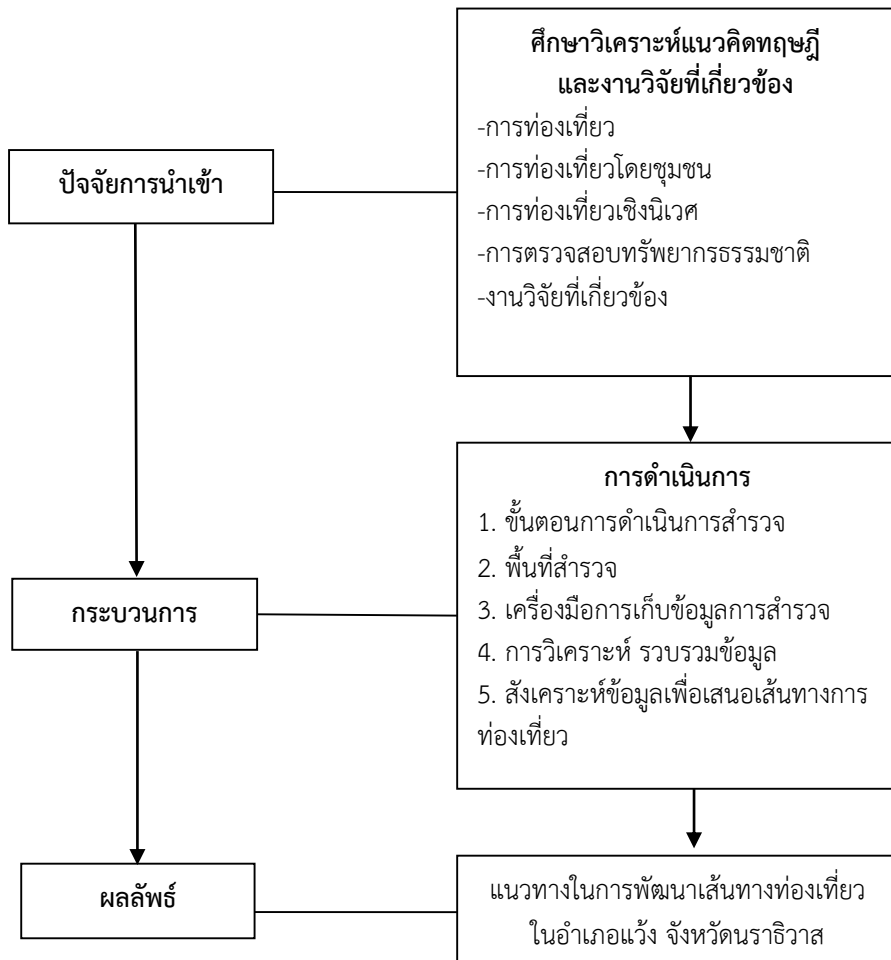 ศึกษาวิเคราะห์แนวคิดทฤษฎี
และงานวิจัยที่เกี่ยวข้อง
-การท่องเที่ยว
-การท่องเที่ยวโดยชุมชน
-การท่องเที่ยวเชิงนิเวศ
-การตรวจสอบทรัพยากรธรรมชาติ
-งานวิจัยที่เกี่ยวข้อง
ปัจจัยการนำเข้า
การดำเนินการ
1. ขั้นตอนการดำเนินการสำรวจ
2. พื้นที่สำรวจ
3. เครื่องมือการเก็บข้อมูลการสำรวจ
4. การวิเคราะห์ รวบรวมข้อมูล
5. สังเคราะห์ข้อมูลเพื่อเสนอเส้นทางการ
ท่องเที่ยว
กระบวนการ
ผลลัพธ์
แนวทางในการพัฒนาเส้นทางท่องเที่ยว
ในอำเภอแว้ง จังหวัดนราธิวาส